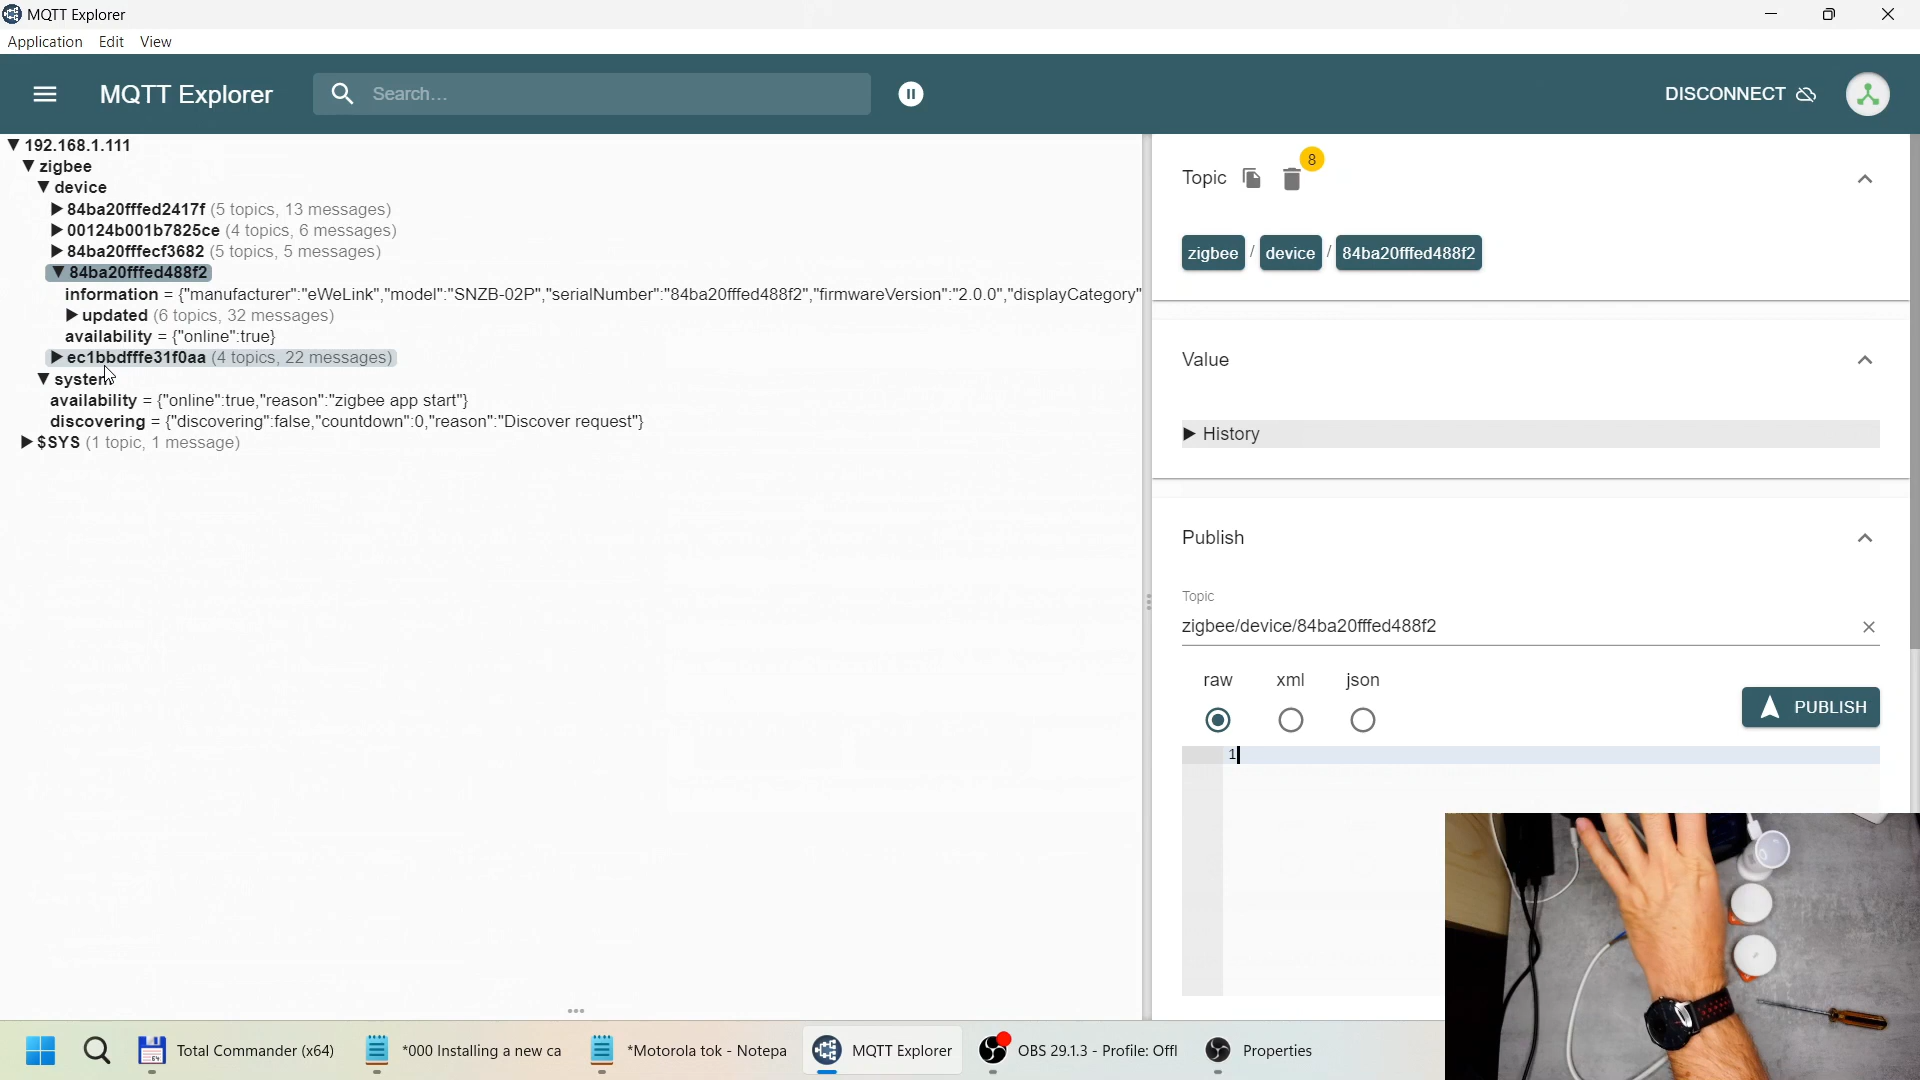 MQTT Explorer
Application Edit View
MQTT Explorer
Search...
DISCONNECT
▼ 192.168.1.111
▼ zigbee
▼ device
▶ 84ba20fffed2417f (5 topics, 13 messages)
▶ 00124b001b7825ce (4 topics, 6 messages)
▶ 84ba20fffecf3682 (5 topics, 5 messages)
▼ 84ba20fffed488f2
information = {"manufacturer":"eWeLink","model":"SNZB-02P","serialNumber":"84ba20fffed488f2","firmwareVersion":"2.0.0","displayCategory"
▶ updated (6 topics, 32 messages)
availability = {"online":true}
▶ ec1bbdfffe31f0aa (4 topics, 22 messages)
▼ system
availability = {"online":true,"reason":"zigbee app start"}
discovering = {"discovering":false,"countdown":0,"reason":"Discover request"}
▶ $SYS (1 topic, 1 message)
Topic
8
zigbee / device / 84ba20fffed488f2
Value
▶ History
Publish
Topic
zigbee/device/84ba20fffed488f2
raw xml json
PUBLISH
1
64
Total Commander (x64)
*000 Installing a new ca
*Motorola tok - Notepa
MQTT Explorer
OBS 29.1.3 - Profile: Offl
Properties